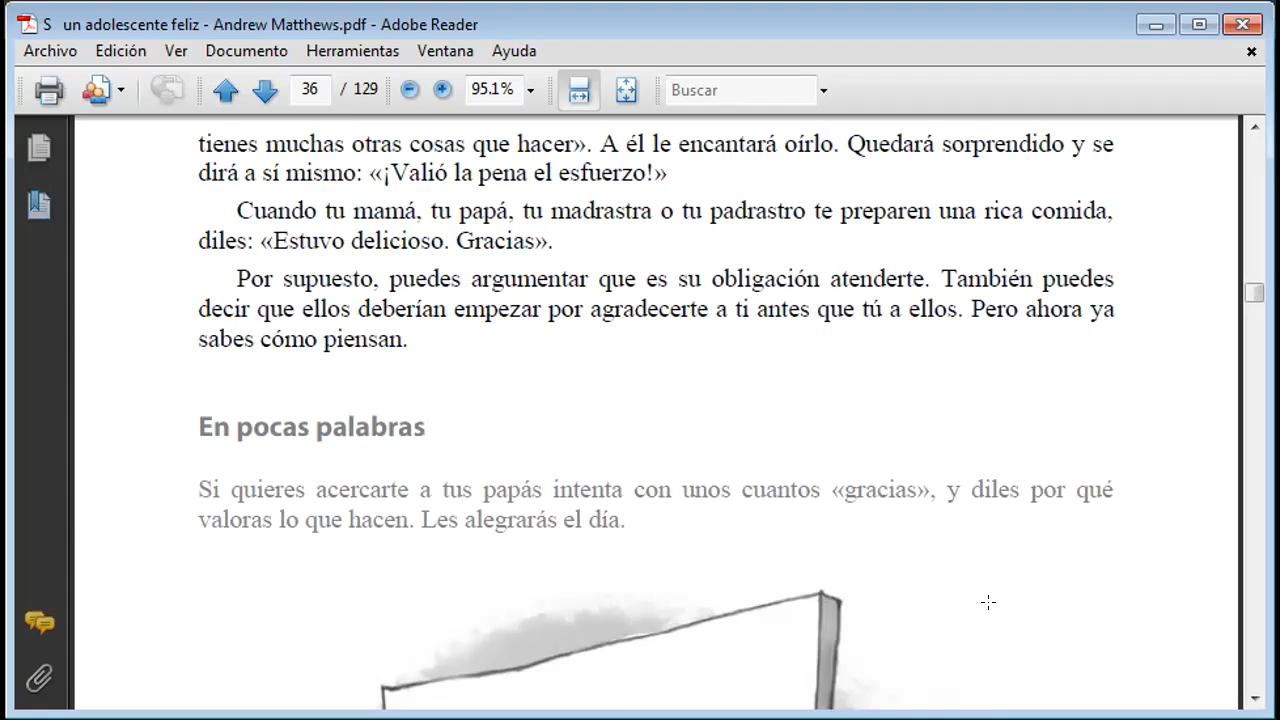 S un adolescente feliz - Andrew Matthews.pdf - Adobe Reader
Archivo Edición Ver Documento Herramientas Ventana Ayuda
36 / 129 95.1% Buscar
tienes muchas otras cosas que hacer». A él le encantará oírlo. Quedará sorprendido y se
dirá a sí mismo: «¡Valió la pena el esfuerzo!»
Cuando tu mamá, tu papá, tu madrastra o tu padrastro te preparen una rica comida,
diles: «Estuvo delicioso. Gracias».
Por supuesto, puedes argumentar que es su obligación atenderte. También puedes
decir que ellos deberían empezar por agradecerte a ti antes que tú a ellos. Pero ahora ya
sabes cómo piensan.
En pocas palabras
Si quieres acercarte a tus papás intenta con unos cuantos «gracias», y diles por qué
valoras lo que hacen. Les alegrarás el día.